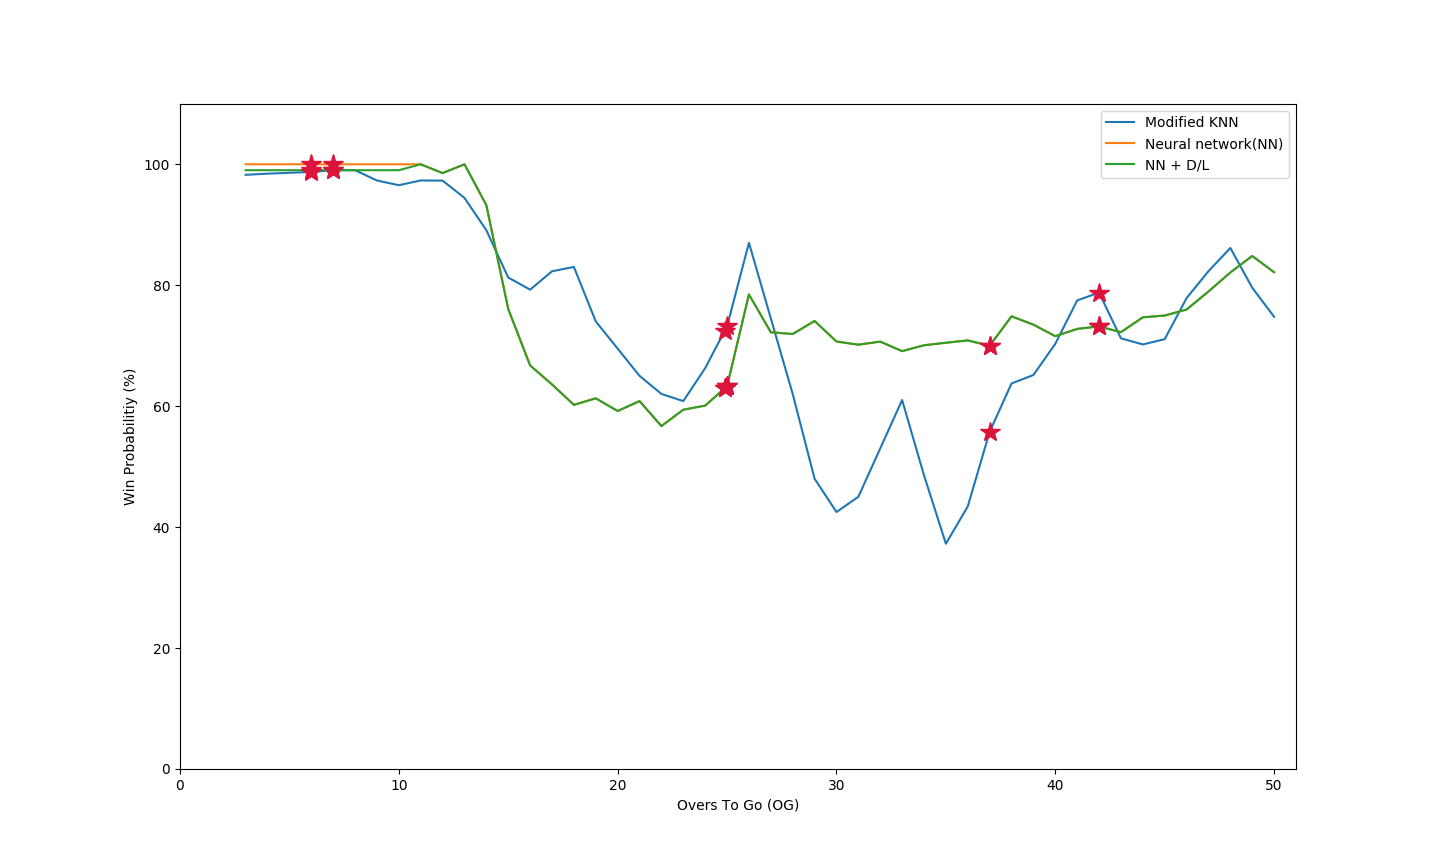 Modified KNN
Neural network(NN)
NN + D/L
100
80
60
40
20
0
Win Probabilitiy (%)
0 10 20 30 40 50
Overs To Go (OG)